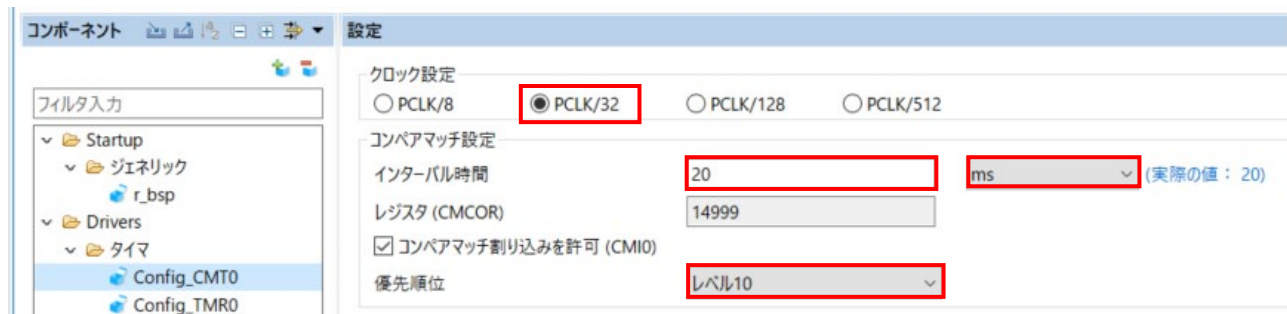 コンポーネント
設定
フィルタ入力
Startup
ジェネリック
r_bsp
Drivers
タイマ
Config_CMT0
Config_TMR0
クロック設定
PCLK/8 PCLK/32 PCLK/128 PCLK/512
コンペアマッチ設定
インターバル時間 20 ms (実際の値： 20)
レジスタ (CMCOR) 14999
コンペアマッチ割り込みを許可 (CMI0)
優先順位 レベル10